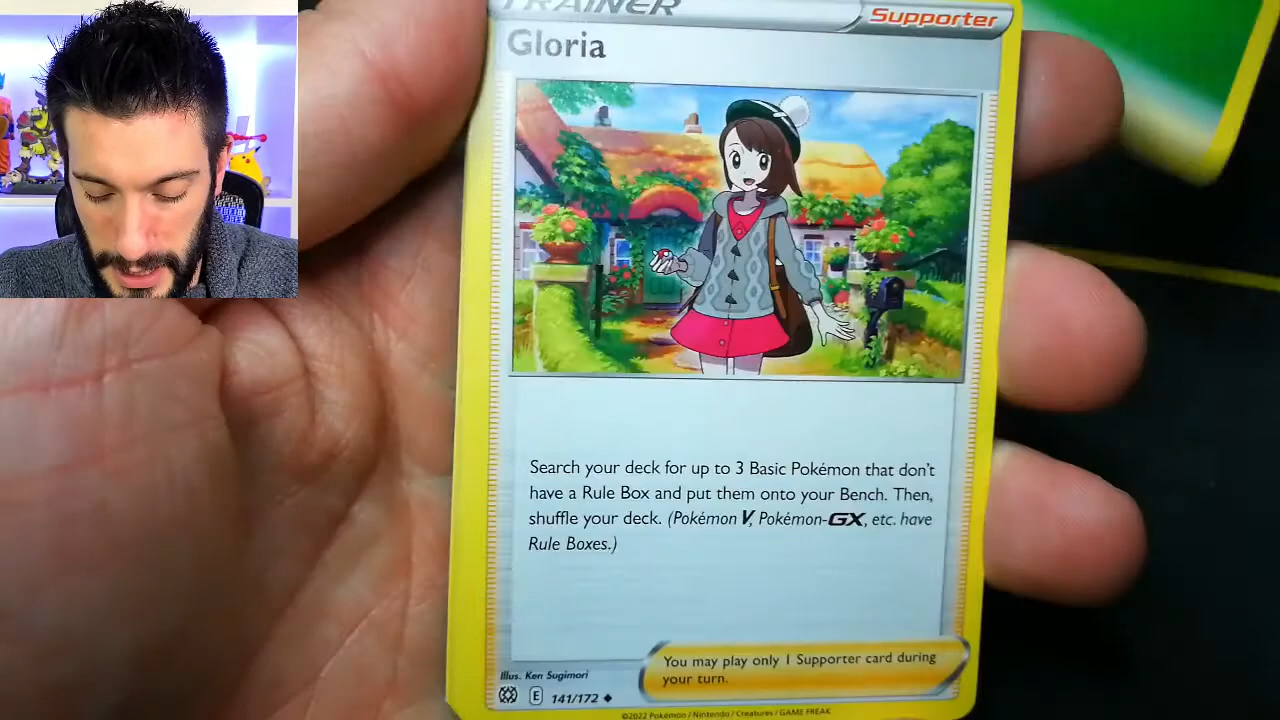 TRAINER
Supporter
Gloria
Search your deck for up to 3 Basic Pokémon that don't
have a Rule Box and put them onto your Bench. Then,
shuffle your deck. (Pokémon V, Pokémon-GX, etc. have
Rule Boxes.)
You may play only 1 Supporter card during
your turn.
Illus. Ken Sugimori
E 141/172
©2022 Pokémon / Nintendo / Creatures / GAME FREAK